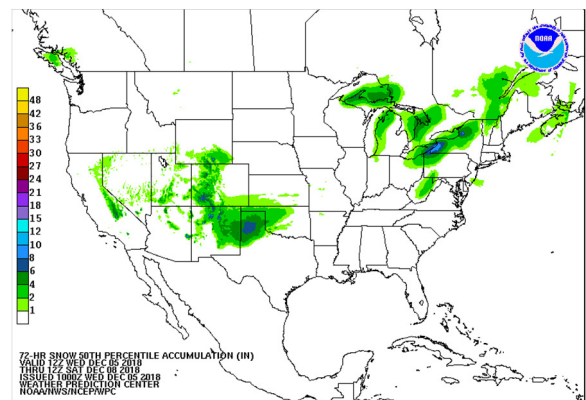 NOAA
48
42
36
33
30
27
24
21
18
15
12
10
8
6
4
2
1
72-HR SNOW 50TH PERCENTILE ACCUMULATION (IN)
VALID 12Z WED DEC 05 2018
THRU 12Z SAT DEC 08 2018
ISSUED 1000Z WED DEC 05 2018
WEATHER PREDICTION CENTER
NOAA/NWS/NCEP/WPC